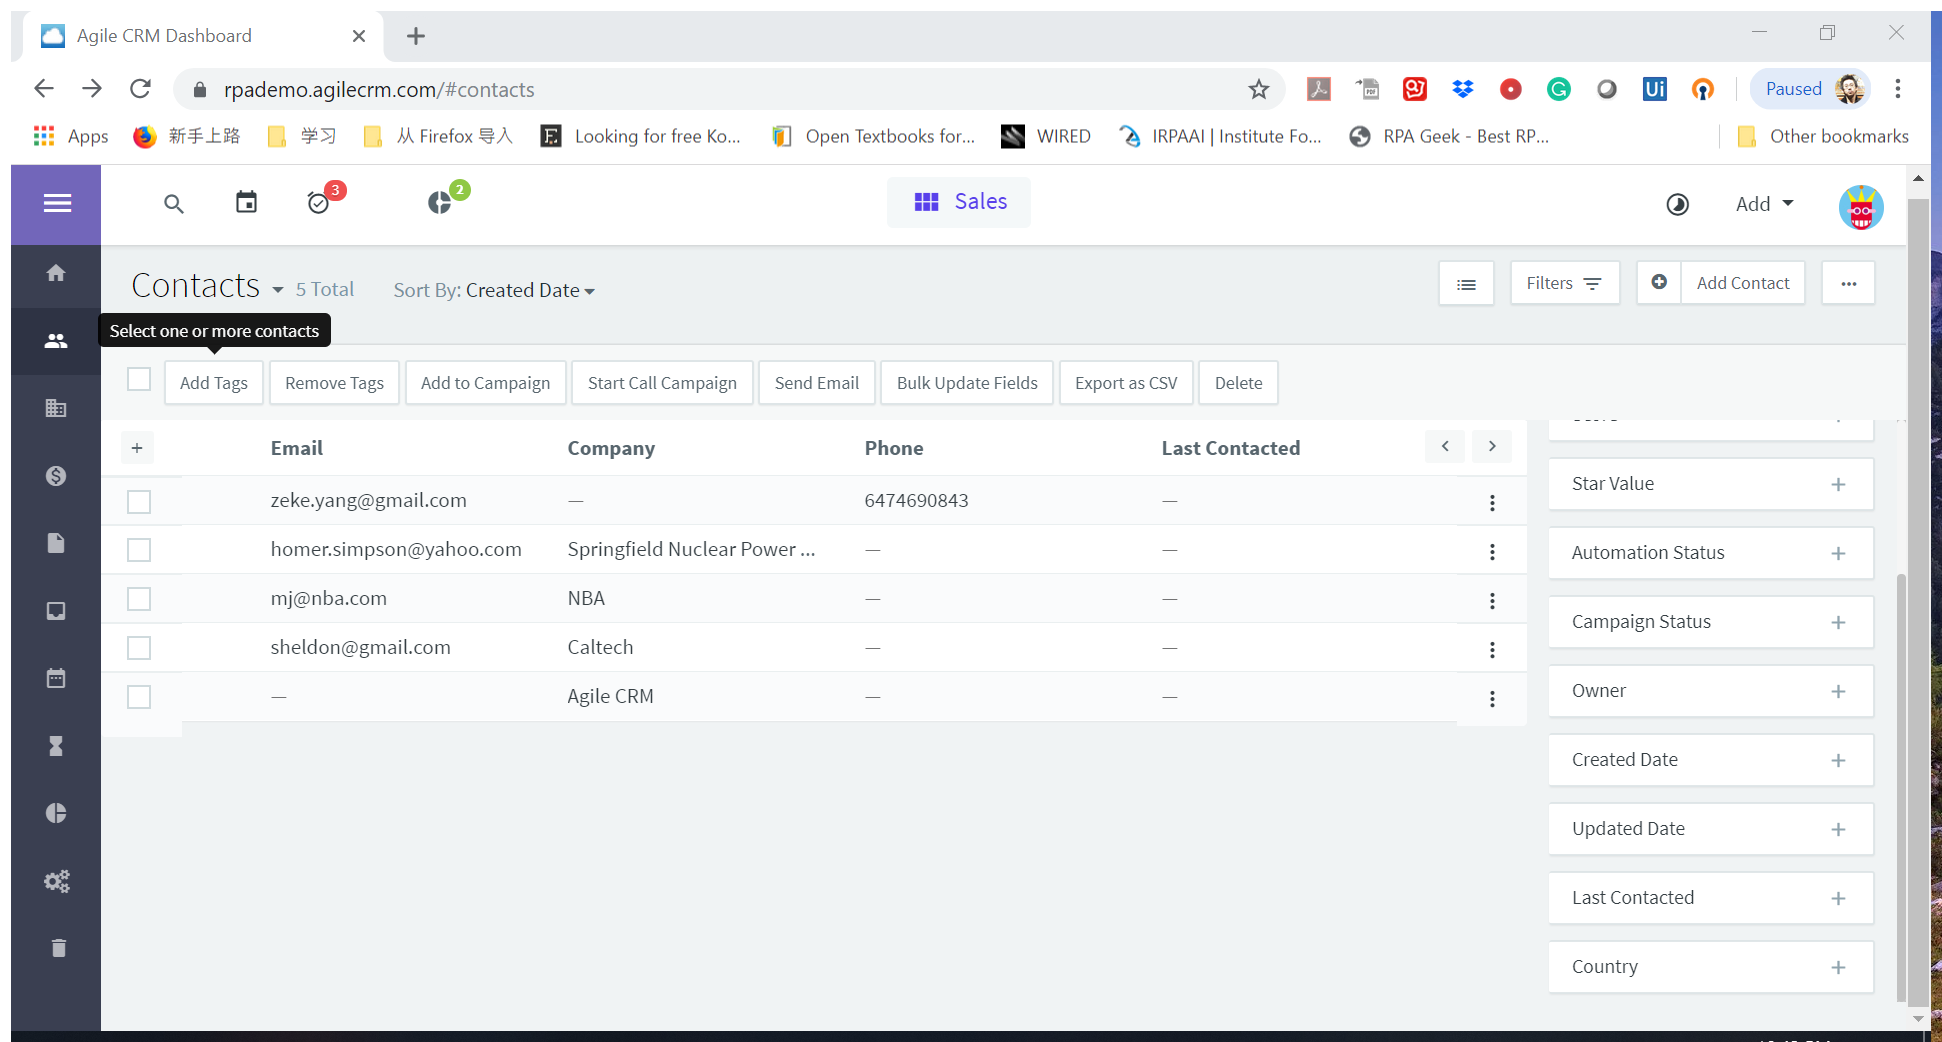 Agile CRM Dashboard
rpademo.agilecrm.com/#contacts
Paused
Apps
新手上路
学习
从 Firefox 导入
Looking for free Ko...
Open Textbooks for...
WIRED
IRPAAI | Institute Fo...
RPA Geek - Best RP...
Other bookmarks
3
2
Sales
Add
Contacts 5 Total Sort By: Created Date
Filters
Add Contact
Select one or more contacts
Add Tags
Remove Tags
Add to Campaign
Start Call Campaign
Send Email
Bulk Update Fields
Export as CSV
Delete
Email Company Phone Last Contacted
zeke.yang@gmail.com — 6474690843 —
homer.simpson@yahoo.com Springfield Nuclear Power ... — —
mj@nba.com NBA — —
sheldon@gmail.com Caltech — —
— Agile CRM — —
Star Value
Automation Status
Campaign Status
Owner
Created Date
Updated Date
Last Contacted
Country